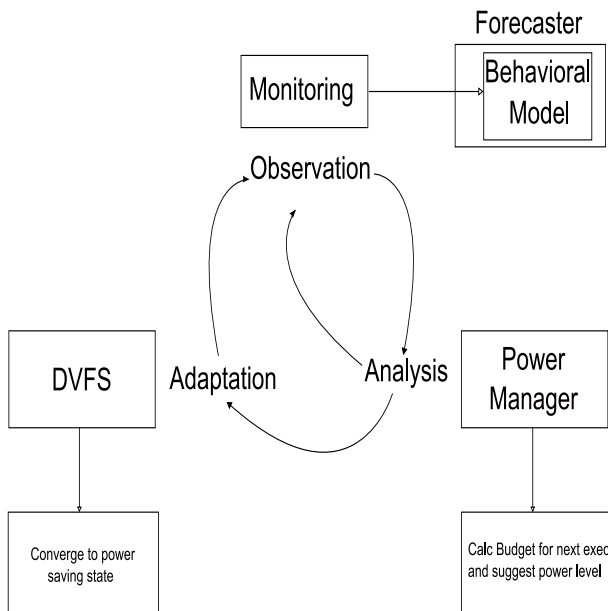 Forecaster
Monitoring
Behavioral
Model
Observation
DVFS
Adaptation
Analysis
Power
Manager
Converge to power
saving state
Calc Budget for next exec
and suggest power level